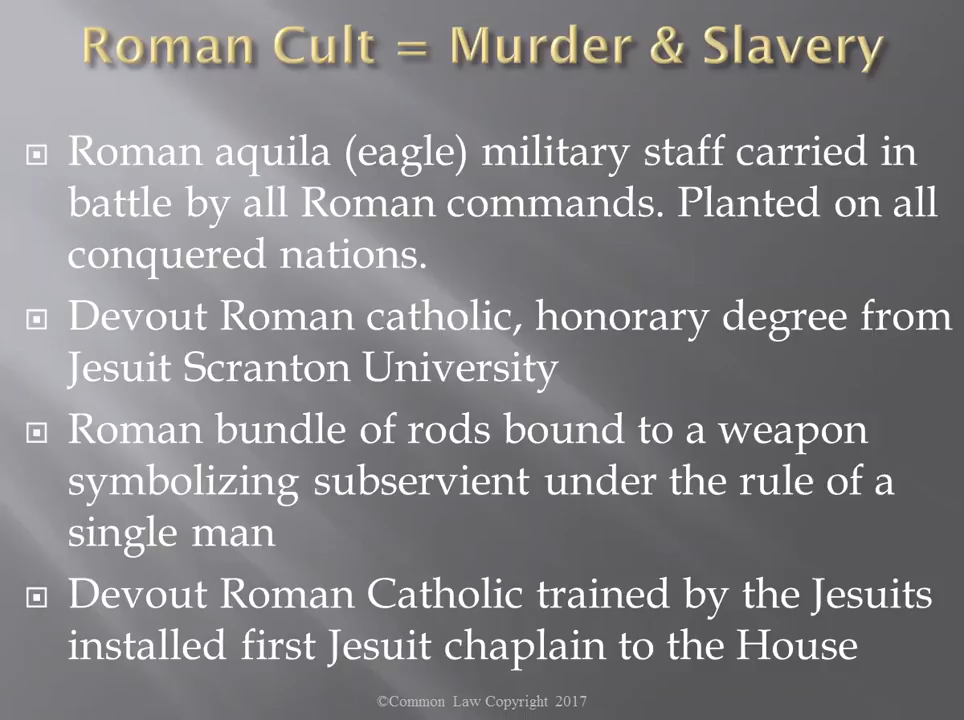 Roman Cult = Murder & Slavery
Roman aquila (eagle) military staff carried in
battle by all Roman commands. Planted on all
conquered nations.
Devout Roman catholic, honorary degree from
Jesuit Scranton University
Roman bundle of rods bound to a weapon
symbolizing subservient under the rule of a
single man
Devout Roman Catholic trained by the Jesuits
installed first Jesuit chaplain to the House
©Common Law Copyright 2017